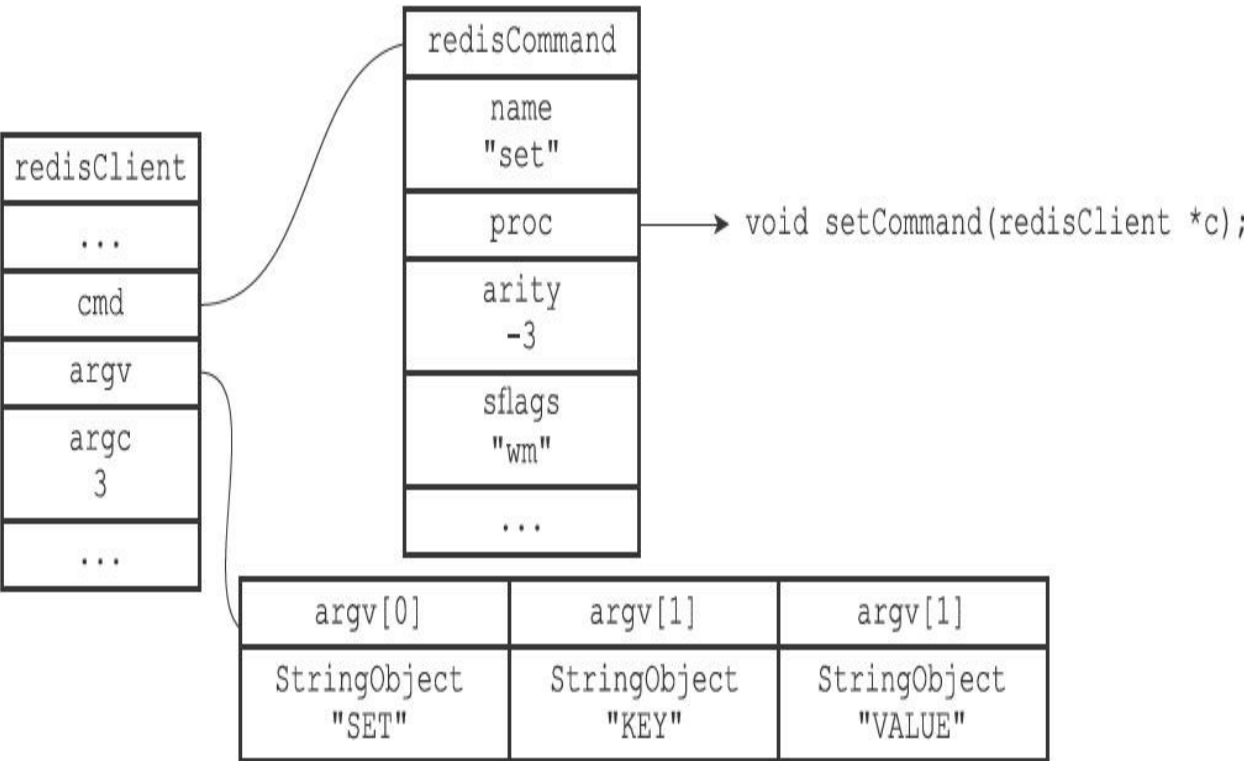 redisCommand
name
"set"
proc
void setCommand(redisClient *c);
arity
-3
sflags
"wm"
...
redisClient
...
cmd
argv
argc
3
...
argv[0] argv[1] argv[1]
StringObject StringObject StringObject
"SET" "KEY" "VALUE"